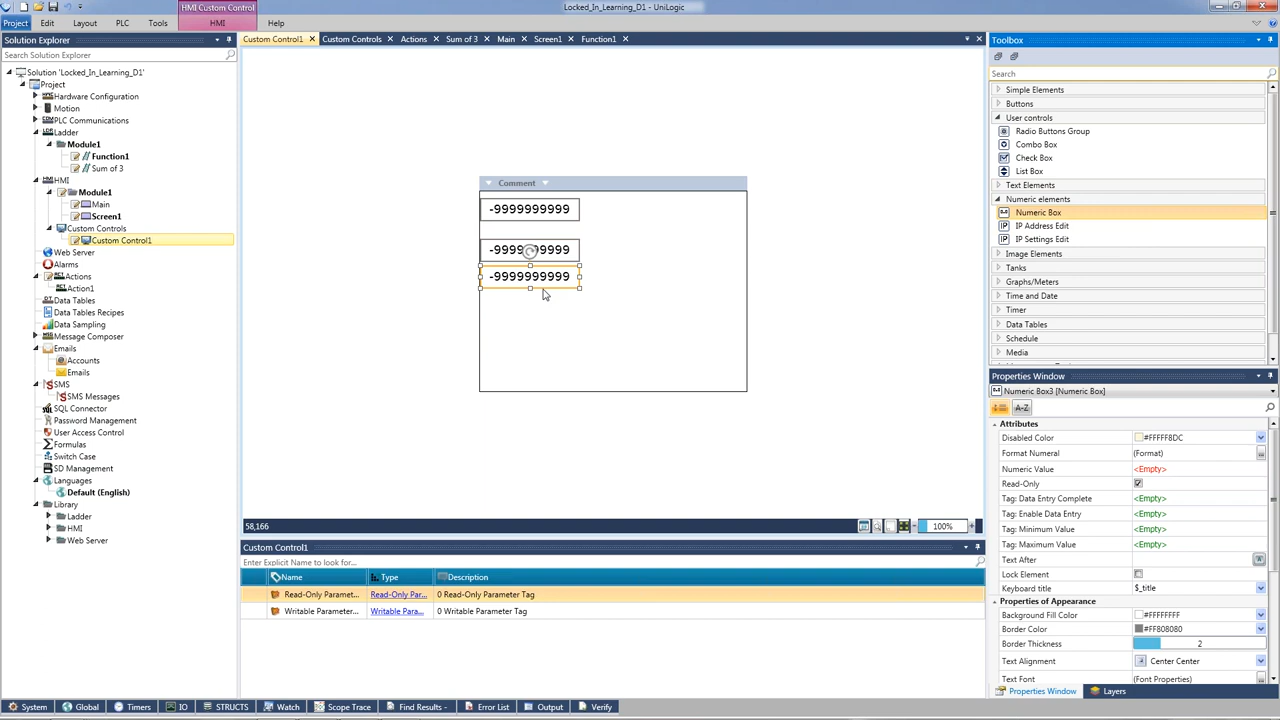 HMI Custom Control
Locked_In_Learning_D1* - UniLogic
Project Edit Layout PLC Tools HMI Help
Solution Explorer
Search Solution Explorer
Solution 'Locked_In_Learning_D1'
Project
Hardware Configuration
Motion
PLC Communications
Ladder
Module1
Function1
Sum of 3
HMI
Module1
Main
Screen1
Custom Controls
Custom Control1
Web Server
Alarms
Actions
Action1
Data Tables
Data Tables Recipes
Data Sampling
Message Composer
Emails
Accounts
Emails
SMS
SMS Messages
SQL Connector
Password Management
User Access Control
Formulas
Switch Case
SD Management
Languages
Default (English)
Library
Ladder
HMI
Web Server
Custom Control1 Custom Controls Actions Sum of 3 Main Screen1 Function1
Comment
-9999999999
-9999999999
-9999999999
58,166
100%
Custom Control1
Enter Explicit Name to look for...
Name Type Description
Read-Only Paramet... Read-Only Par... 0 Read-Only Parameter Tag
Writable Parameter... Writable Para... 0 Writable Parameter Tag
Toolbox
Search
Simple Elements
Buttons
User controls
Radio Buttons Group
Combo Box
Check Box
List Box
Text Elements
Numeric elements
Numeric Box
IP Address Edit
IP Settings Edit
Image Elements
Tanks
Graphs/Meters
Time and Date
Timer
Data Tables
Schedule
Media
Properties Window
Numeric Box3 [Numeric Box]
A-Z
Attributes
Disabled Color #FFFFF8DC
Format Numeral (Format)
Numeric Value <Empty>
Read-Only
Tag: Data Entry Complete <Empty>
Tag: Enable Data Entry <Empty>
Tag: Minimum Value <Empty>
Tag: Maximum Value <Empty>
Text After
Lock Element
Keyboard title $_title
Properties of Appearance
Background Fill Color #FFFFFFFF
Border Color #FF808080
Border Thickness 2
Text Alignment Center Center
Text Font (Font Properties)
Properties Window Layers
System Global Timers IO STRUCTS Watch Scope Trace Find Results - Error List Output Verify